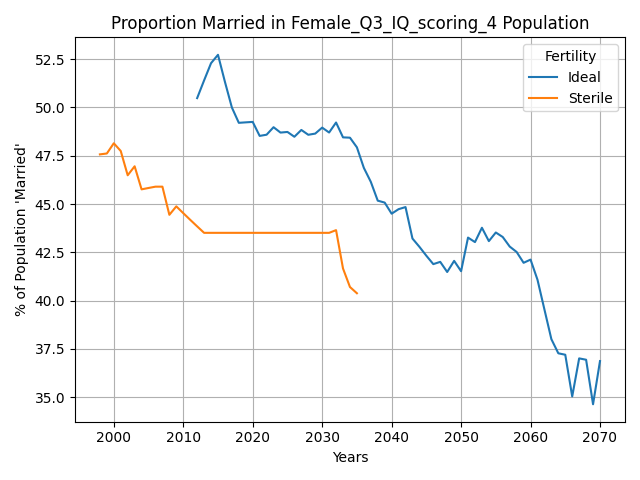 Proportion Married in Female_Q3_IQ_scoring_4 Population
Fertility
Ideal
Sterile
% of Population 'Married'
52.5
50.0
47.5
45.0
42.5
40.0
37.5
35.0
2000 2010 2020 2030 2040 2050 2060 2070
Years